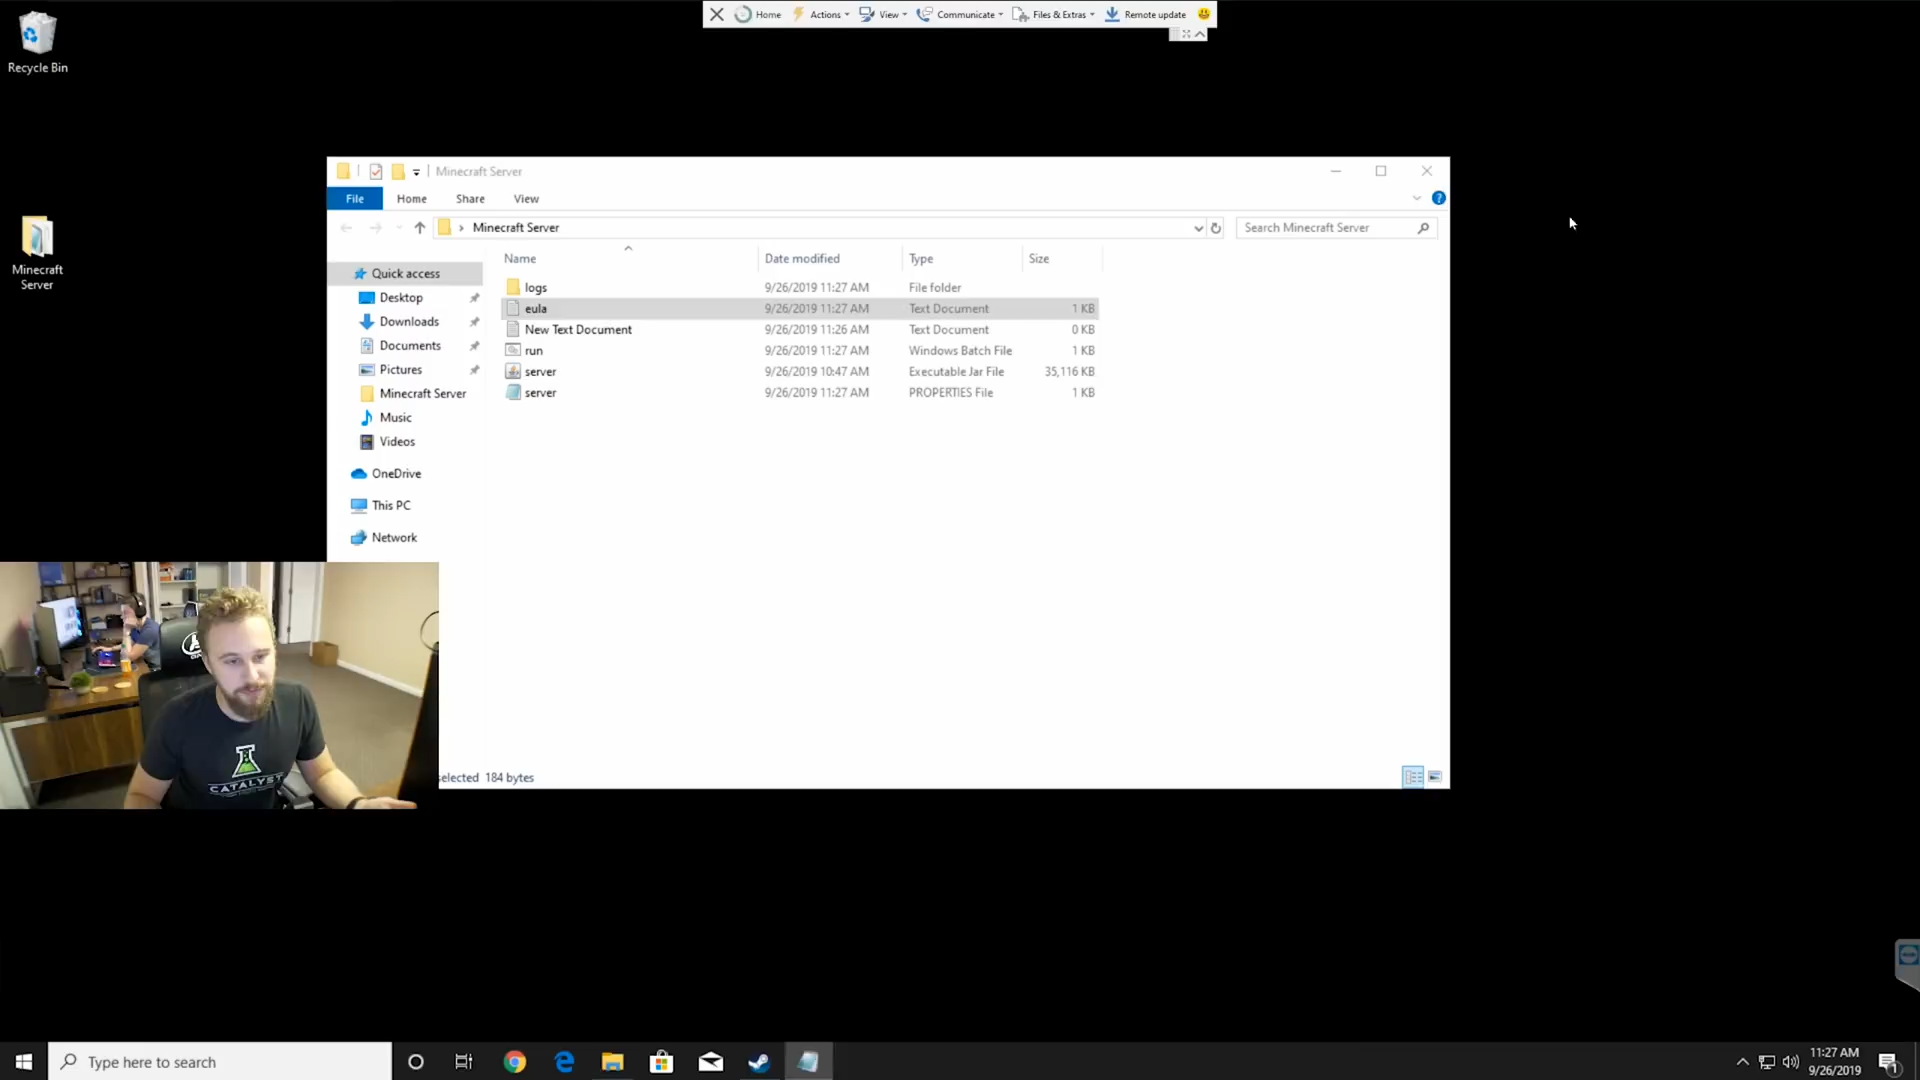 Home
Actions
View
Communicate
Files & Extras
Remote update
Recycle Bin
Minecraft Server
Minecraft Server
File
Home
Share
View
Minecraft Server
Search Minecraft Server
Name
Date modified
Type
Size
Quick access
Desktop
Downloads
Documents
Pictures
Minecraft Server
Music
Videos
OneDrive
This PC
Network
logs 9/26/2019 11:27 AM File folder
eula 9/26/2019 11:27 AM Text Document 1 KB
New Text Document 9/26/2019 11:26 AM Text Document 0 KB
run 9/26/2019 11:27 AM Windows Batch File 1 KB
server 9/26/2019 10:47 AM Executable Jar File 35,116 KB
server 9/26/2019 11:27 AM PROPERTIES File 1 KB
CATALYST
selected 184 bytes
Type here to search
11:27 AM
9/26/2019
1